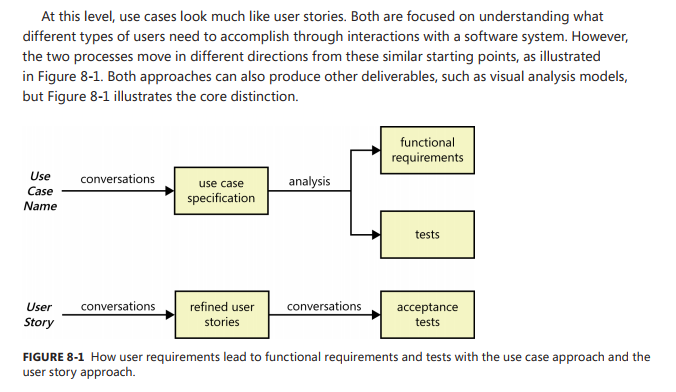 At this level, use cases look much like user stories. Both are focused on understanding what
different types of users need to accomplish through interactions with a software system. However,
the two processes move in different directions from these similar starting points, as illustrated
in Figure 8-1. Both approaches can also produce other deliverables, such as visual analysis models,
but Figure 8-1 illustrates the core distinction.
Use
Case
Name
conversations
use case
specification
analysis
functional
requirements
tests
User
Story
conversations
refined user
stories
conversations
acceptance
tests
FIGURE 8-1 How user requirements lead to functional requirements and tests with the use case approach and the
user story approach.